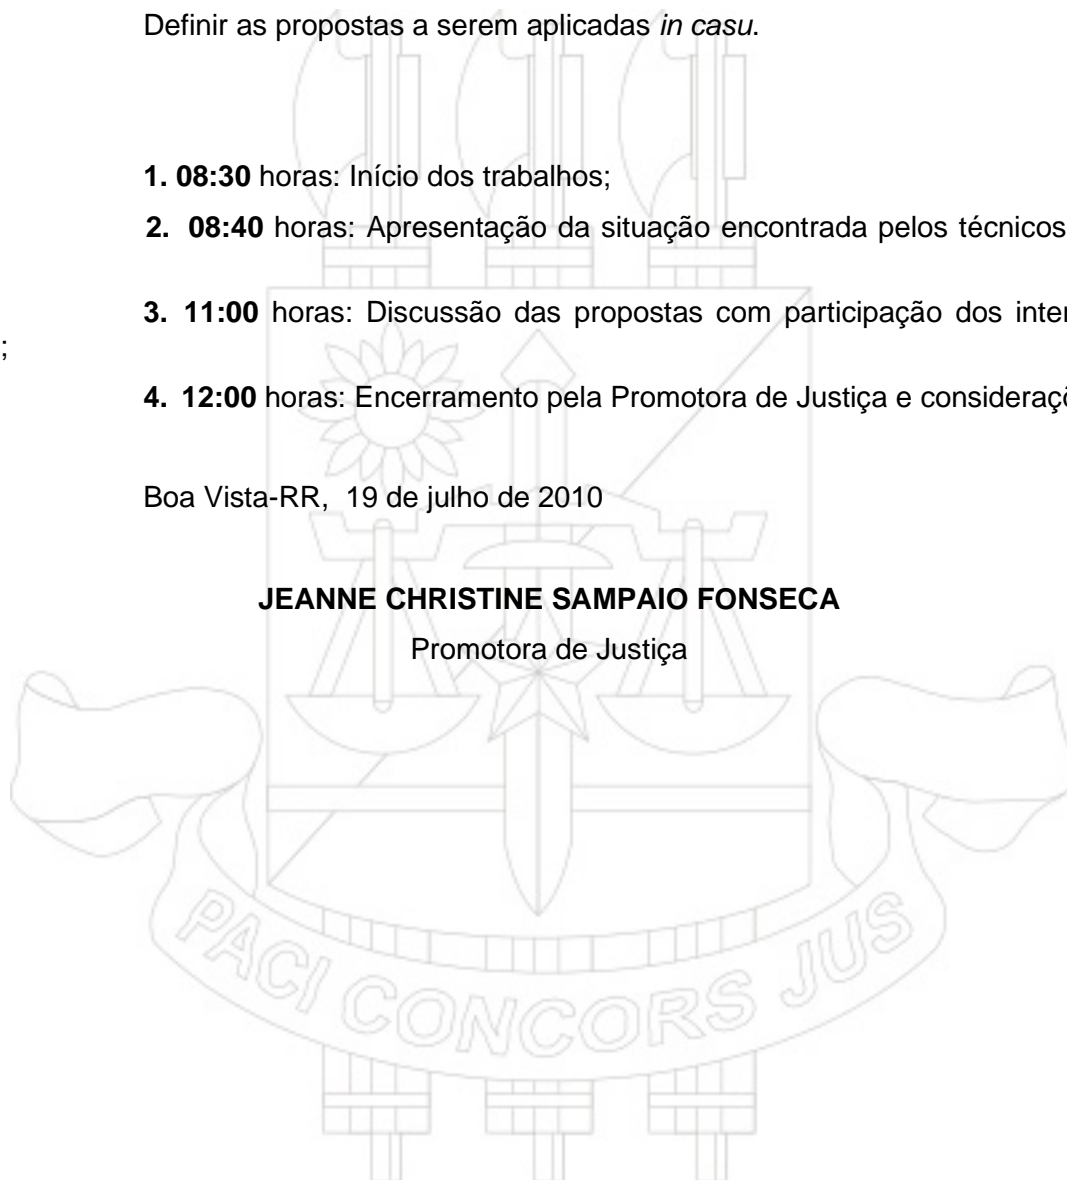 Definir as propostas a serem aplicadas in casu.
1. 08:30 horas: Início dos trabalhos;
2. 08:40 horas: Apresentação da situação encontrada pelos técnicos
3. 11:00 horas: Discussão das propostas com participação dos
;
4. 12:00 horas: Encerramento pela Promotora de Justiça e
Boa Vista-RR, 19 de julho de 2010
JEANNE CHRISTINE SAMPAIO FONSECA
Promotora de Justiça
PACI CONCORS JUS